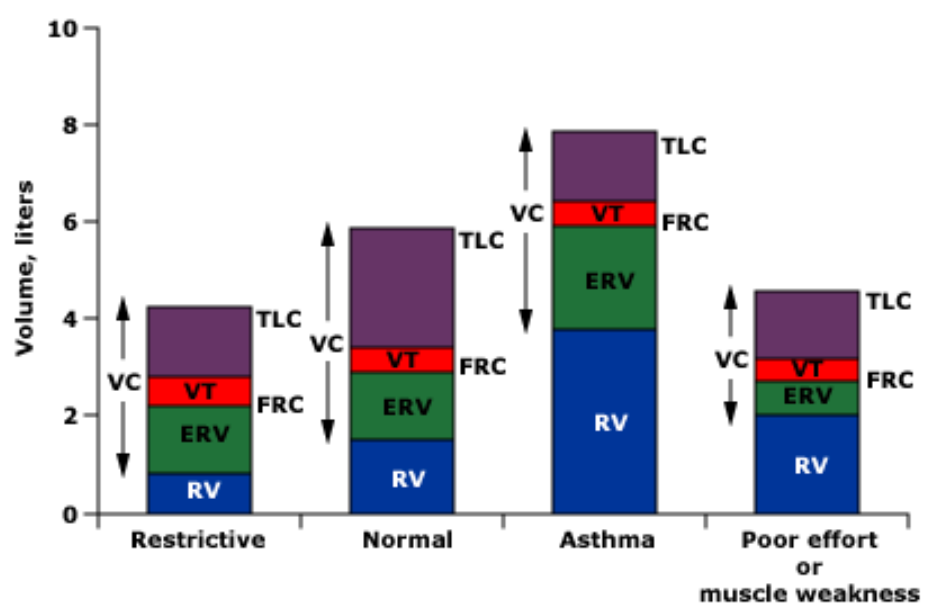 Volume, liters
10
8
6
4
2
0
VC
TLC
VT
FRC
ERV
RV
Restrictive
VC
TLC
VT
FRC
ERV
RV
Normal
VC
TLC
VT
FRC
ERV
RV
Asthma
VC
TLC
VT
FRC
ERV
RV
Poor effort
or
muscle weakness